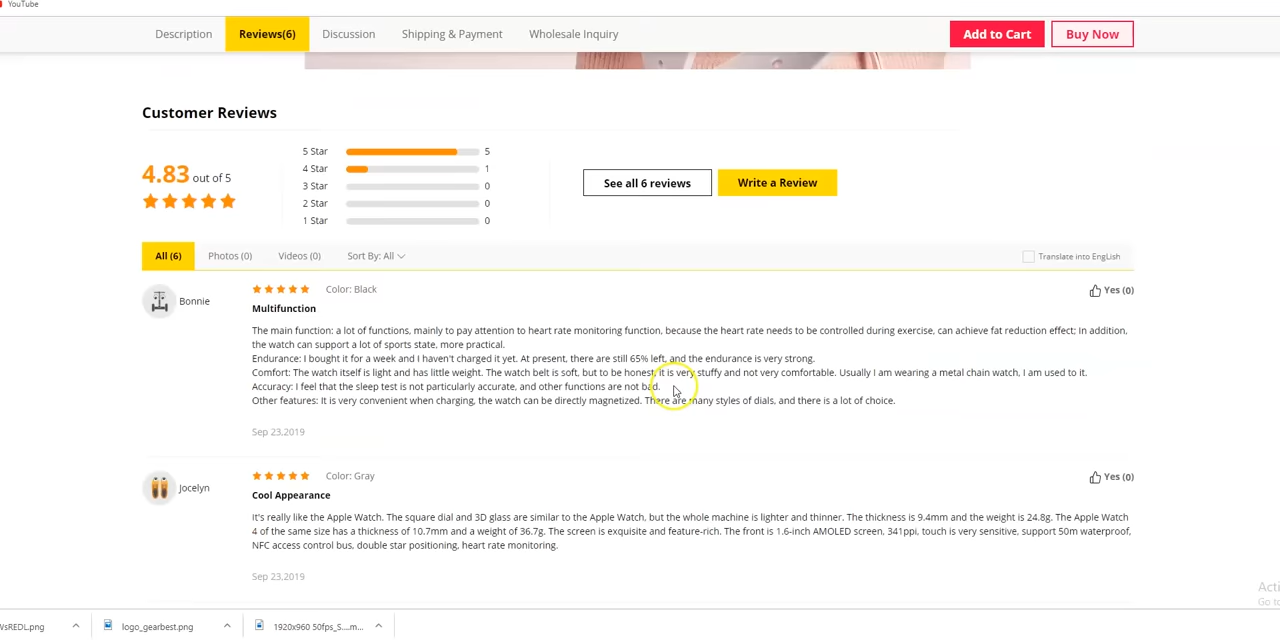 YouTube
Description Reviews(6) Discussion Shipping & Payment Wholesale Inquiry Add to Cart Buy Now
Customer Reviews
4.83 out of 5
5 Star 5
4 Star 1
3 Star 0
2 Star 0
1 Star 0
See all 6 reviews Write a Review
All (6) Photos (0) Videos (0) Sort By: All Translate into EngLish
Bonnie Color: Black Yes (0)
Multifunction
The main function: a lot of functions, mainly to pay attention to heart rate monitoring function, because the heart rate needs to be controlled during exercise, can achieve fat reduction effect; In addition,
the watch can support a lot of sports state, more practical.
Endurance: I bought it for a week and I haven't charged it yet. At present, there are still 65% left, and the endurance is very strong.
Comfort: The watch itself is light and has little weight. The watch belt is soft, but to be honest, it is very stuffy and not very comfortable. Usually I am wearing a metal chain watch, I am used to it.
Accuracy: I feel that the sleep test is not particularly accurate, and other functions are not bad.
Other features: It is very convenient when charging, the watch can be directly magnetized. There are many styles of dials, and there is a lot of choice.
Sep 23,2019
Jocelyn Color: Gray Yes (0)
Cool Appearance
It's really like the Apple Watch. The square dial and 3D glass are similar to the Apple Watch, but the whole machine is lighter and thinner. The thickness is 9.4mm and the weight is 24.8g. The Apple Watch
4 of the same size has a thickness of 10.7mm and a weight of 36.7g. The screen is exquisite and feature-rich. The front is 1.6-inch AMOLED screen, 341ppi, touch is very sensitive, support 50m waterproof,
NFC access control bus, double star positioning, heart rate monitoring.
Sep 23,2019
Acti
Go to
WsREDL.png logo_gearbest.png 1920x960 50fps_S....m...